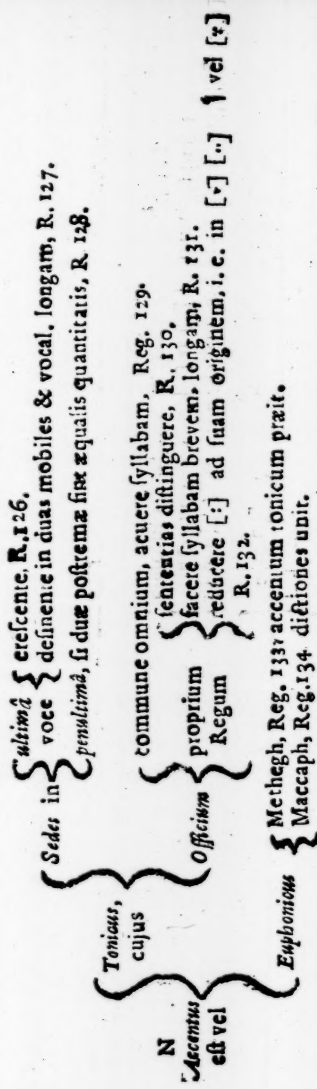 N
Accentus
est vel
Tonicus,
cujus
Sedes in
ultimâ
voce
crescente, R. 126.
desinente in duas mobiles & vocal. longam, R. 127.
penultimâ, si duæ postremæ sint æqualis quantitatis, R. 128.
Officium
commune omnium, acuere syllabam, Reg. 129.
proprium
Regum
sententias distinguere, R. 130.
facere syllabam brevem, longam, R. 131.
reducere [:] ad suam originem, i. e. in [..] ¶ vel
R. 132.
Euphonicus
Methegh, Reg. 133, accentum tonicum præit.
Maccaph, Reg. 134. dictiones unit.